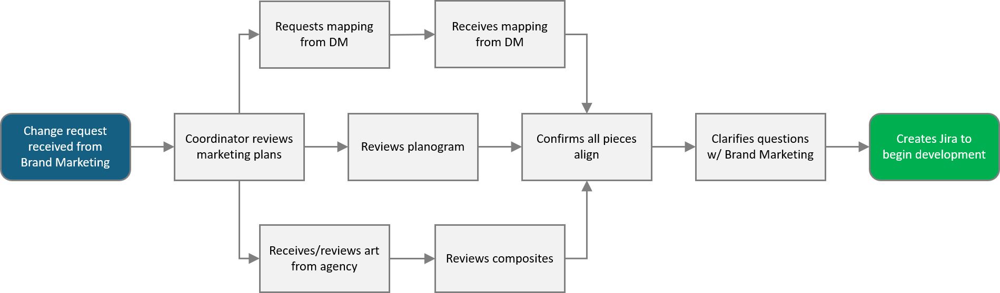 Requests mapping
from DM
Receives mapping
from DM
Change request
received from
Brand Marketing
Coordinator reviews
marketing plans
Reviews planogram
Confirms all pieces
align
Clarifies questions
w/ Brand Marketing
Creates Jira to
begin development
Receives/reviews art
from agency
Reviews composites